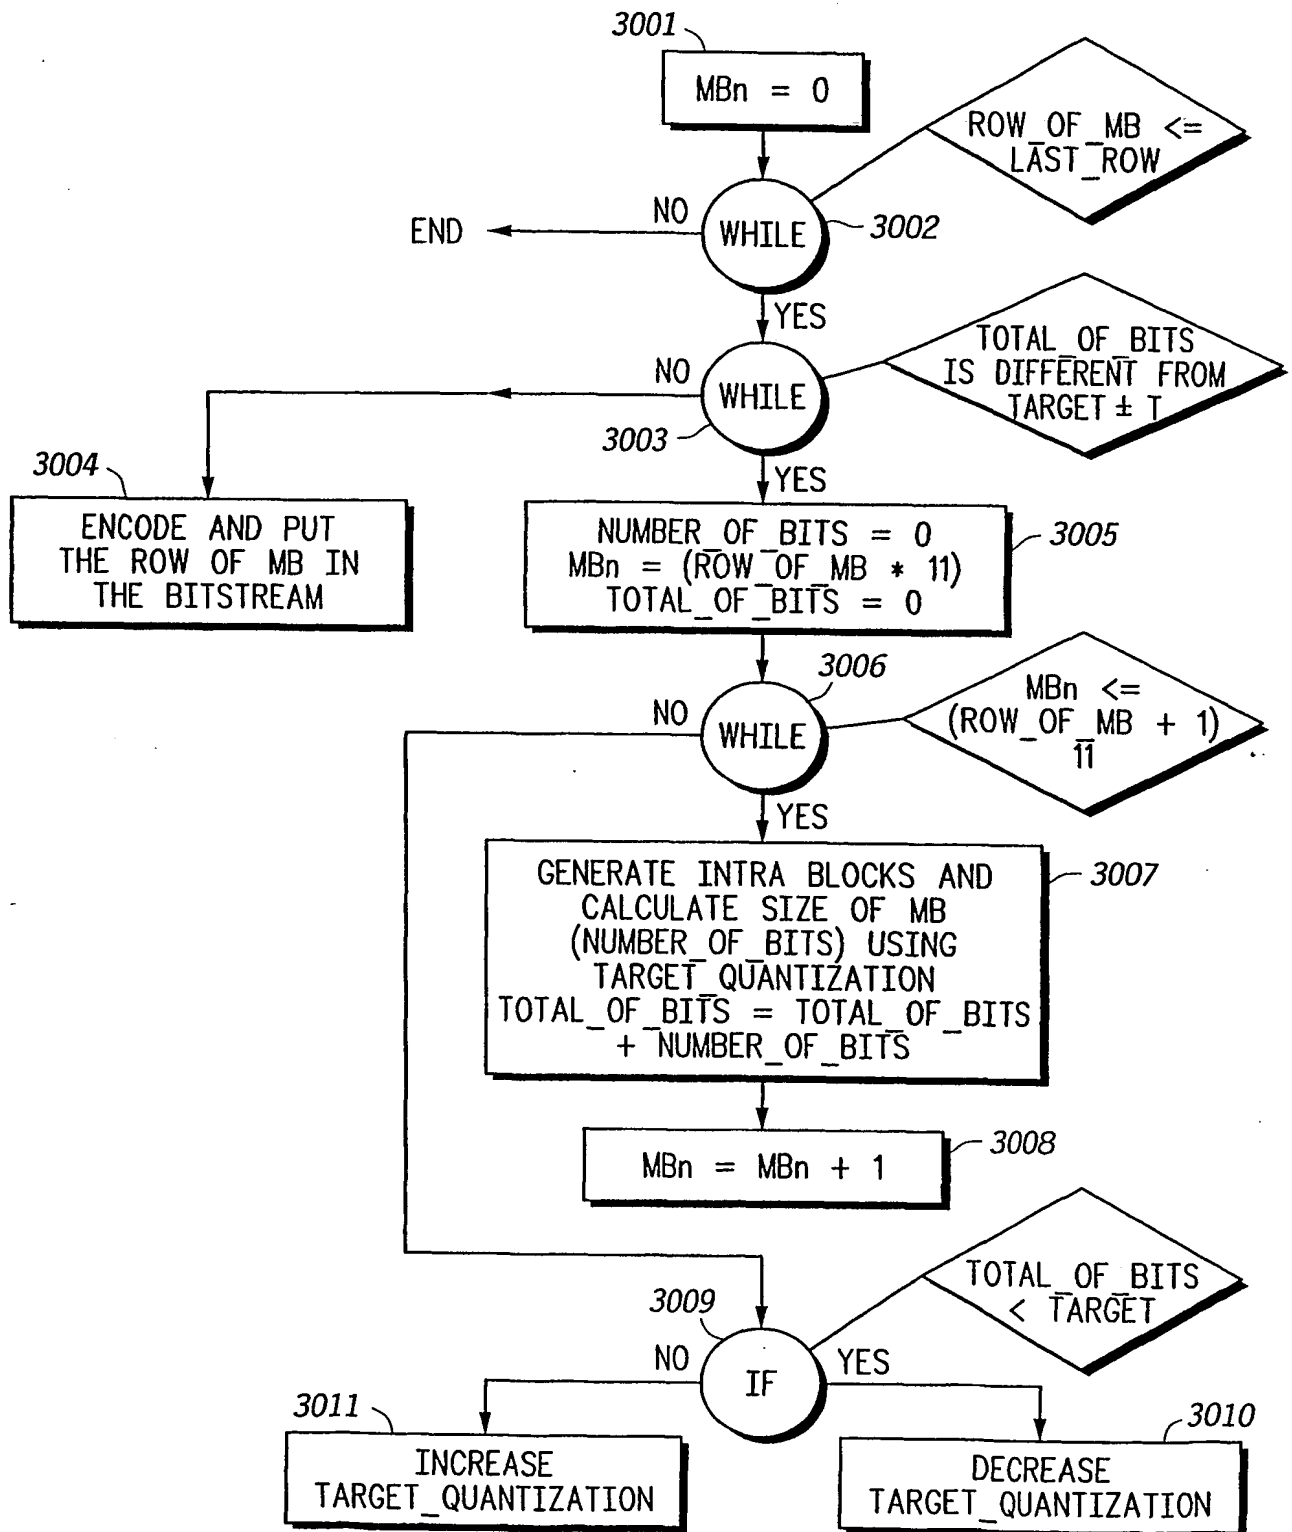 3001
MBn = 0
ROW_OF_MB <=
LAST_ROW
NO
END
WHILE
3002
YES
TOTAL_OF_BITS
IS DIFFERENT FROM
TARGET ± T
NO
WHILE
3003
YES
3004
ENCODE AND PUT
THE ROW OF MB IN
THE BITSTREAM
NUMBER_OF_BITS = 0
MBn = (ROW_OF_MB * 11)
TOTAL_OF_BITS = 0
3005
3006
MBn <=
(ROW_OF_MB + 1)
11
NO
WHILE
YES
GENERATE INTRA BLOCKS AND
CALCULATE SIZE OF MB
(NUMBER_OF_BITS) USING
TARGET_QUANTIZATION
TOTAL_OF_BITS = TOTAL_OF_BITS
+ NUMBER_OF_BITS
3007
MBn = MBn + 1
3008
TOTAL_OF_BITS
< TARGET
3009
NO
IF
YES
3011
INCREASE
TARGET_QUANTIZATION
3010
DECREASE
TARGET_QUANTIZATION